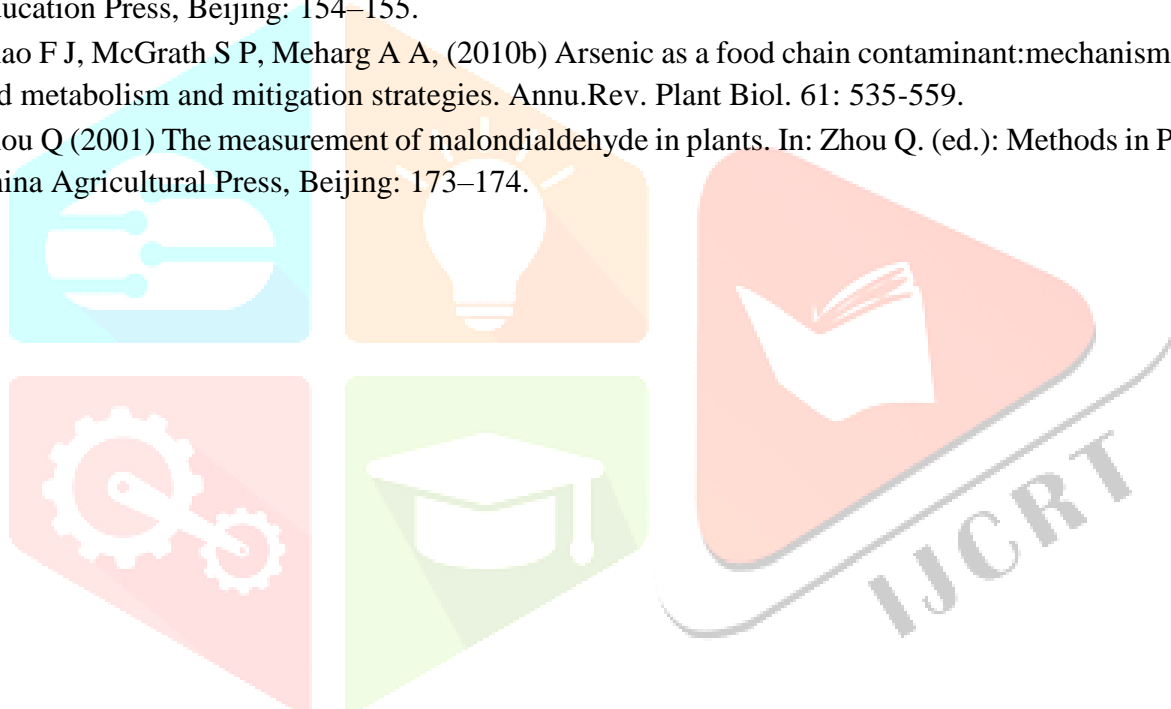 ucation Press, Beijing: 154–155.
ao F J, McGrath S P, Meharg A A, (2010b) Arsenic as a food chain contaminant:mechanism
d metabolism and mitigation strategies. Annu.Rev. Plant Biol. 61: 535-559.
ou Q (2001) The measurement of malondialdehyde in plants. In: Zhou Q. (ed.): Methods in P
ina Agricultural Press, Beijing: 173–174.
IJCRT